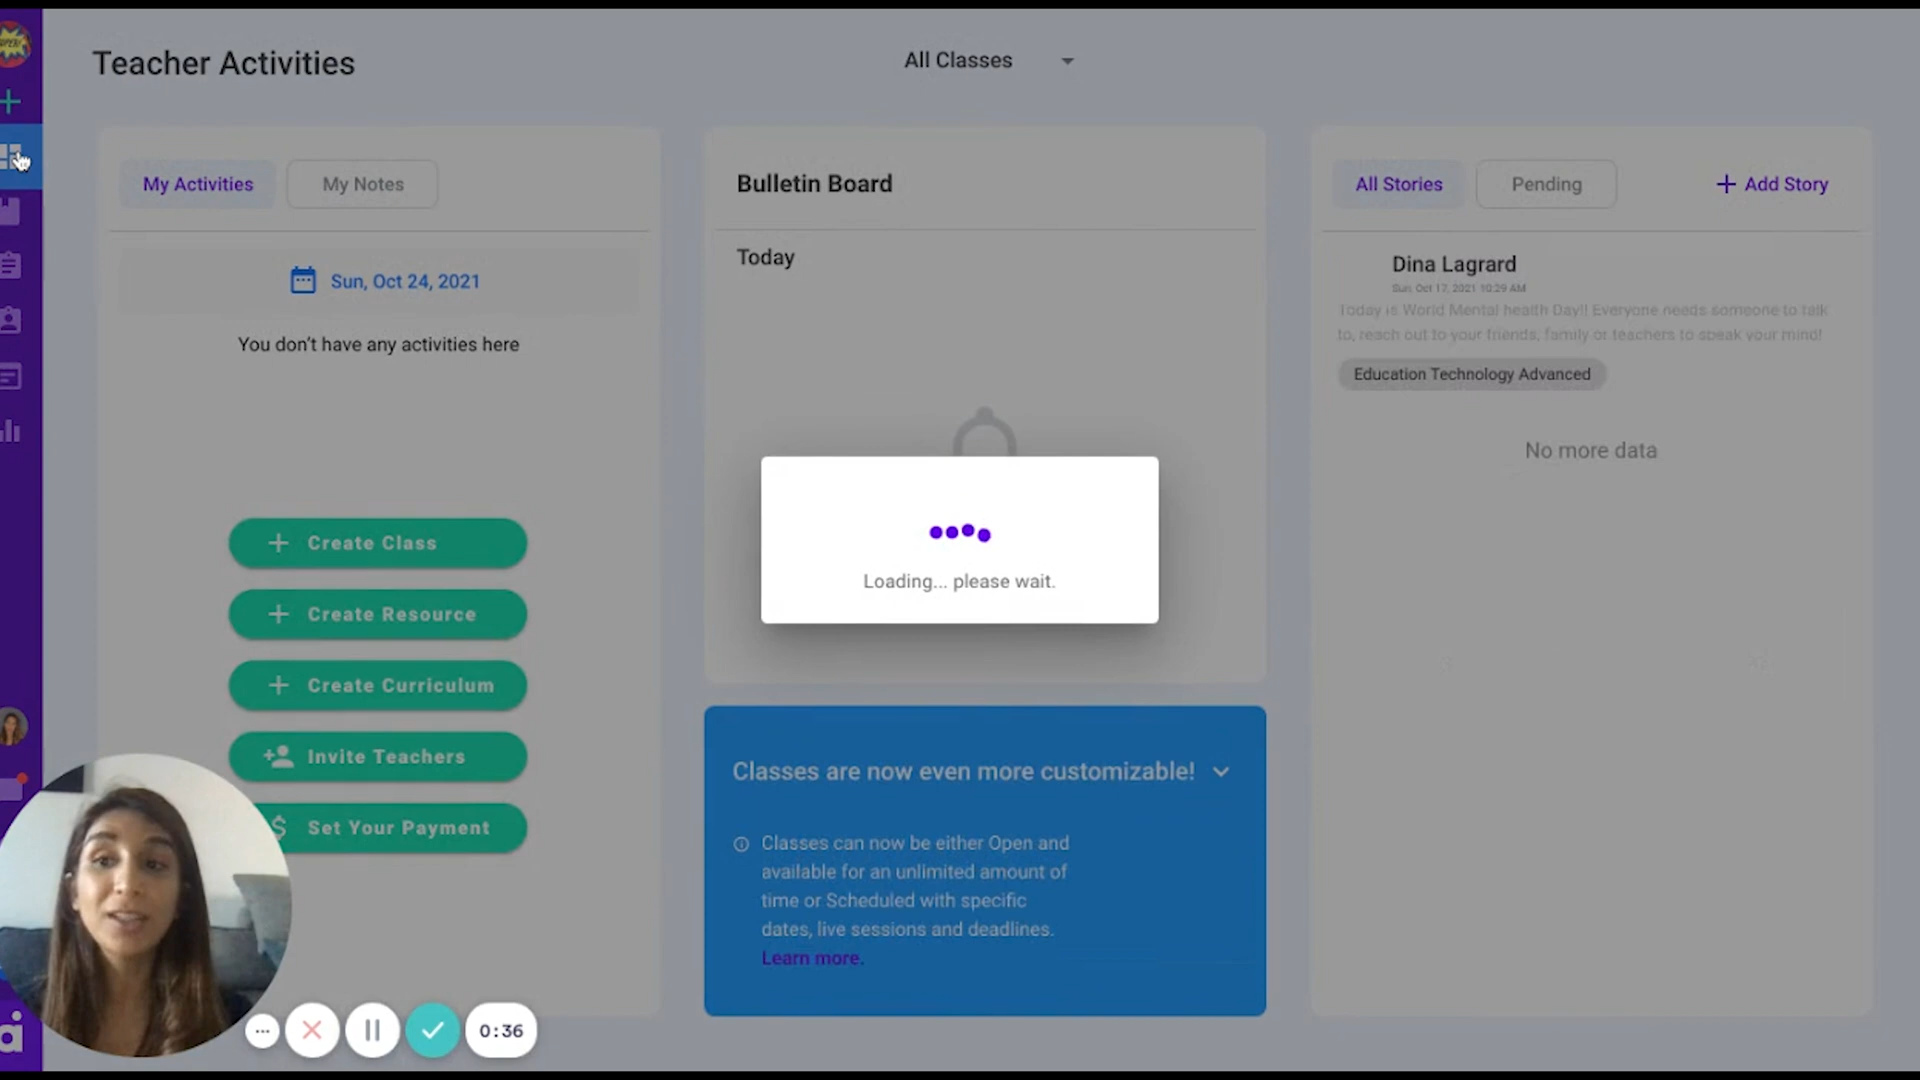 Teacher Activities
All Classes
My Activities
My Notes
Sun, Oct 24, 2021
You don't have any activities here
Create Class
Create Resource
Create Curriculum
Invite Teachers
Set Your Payment
Bulletin Board
Today
Loading... please wait.
Classes are now even more customizable!
Classes can now be either Open and
available for an unlimited amount of
time or Scheduled with specific
dates, live sessions and deadlines.
Learn more.
All Stories
Pending
+ Add Story
Dina Lagrard
Sun, Oct 17, 2021 10:29 AM
Today is World Mental health Day!! Everyone needs someone to talk
to, reach out to your friends, family or teachers to speak your mind!
Education Technology Advanced
No more data
0:36